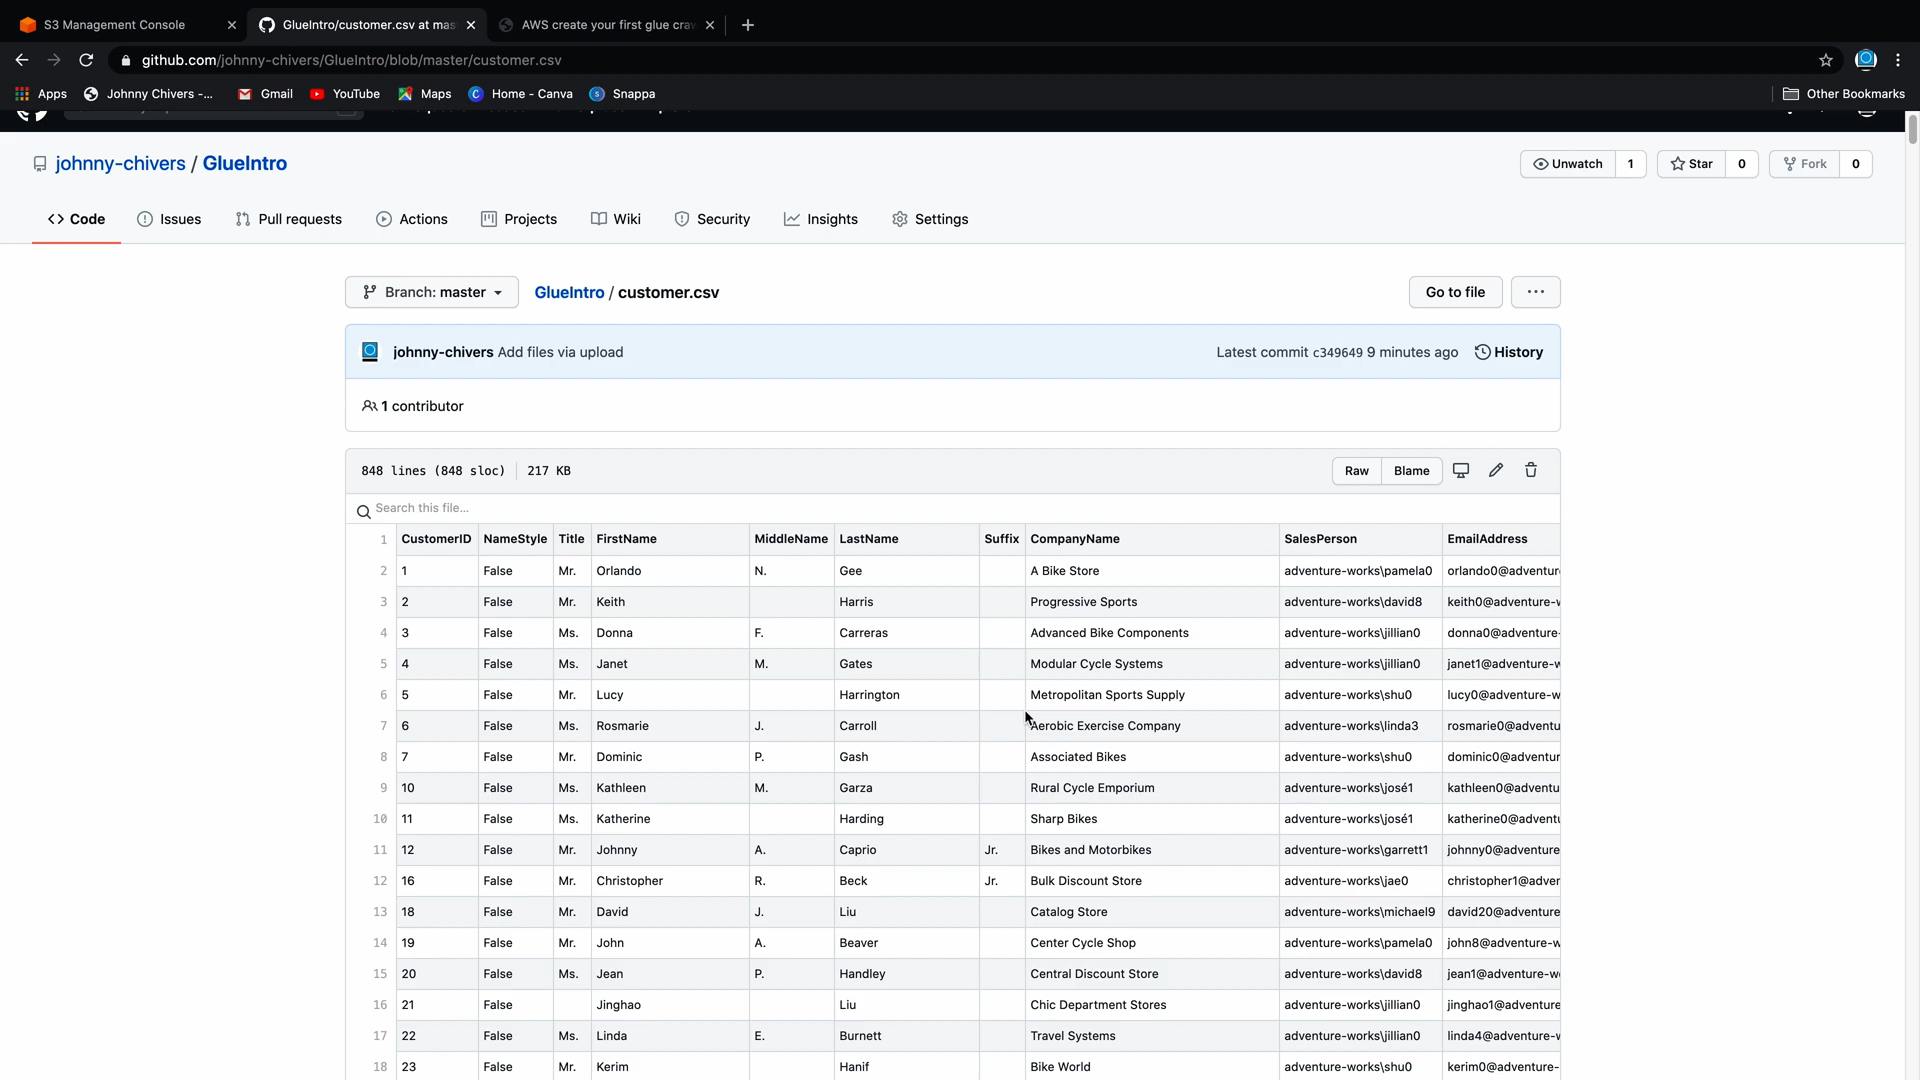 S3 Management Console
GlueIntro/customer.csv at mas
AWS create your first glue craw
github.com/johnny-chivers/GlueIntro/blob/master/customer.csv
Apps Johnny Chivers -... Gmail YouTube Maps Home - Canva Snappa Other Bookmarks
johnny-chivers / GlueIntro
Unwatch 1 Star 0 Fork 0
Code Issues Pull requests Actions Projects Wiki Security Insights Settings
Branch: master GlueIntro / customer.csv Go to file ...
johnny-chivers Add files via upload Latest commit c349649 9 minutes ago History
1 contributor
848 lines (848 sloc) 217 KB Raw Blame
Search this file...
1 CustomerID NameStyle Title FirstName MiddleName LastName Suffix CompanyName SalesPerson EmailAddress
2 1 False Mr. Orlando N. Gee A Bike Store adventure-works\pamela0 orlando0@adventur
3 2 False Mr. Keith Harris Progressive Sports adventure-works\david8 keith0@adventure-w
4 3 False Ms. Donna F. Carreras Advanced Bike Components adventure-works\jillian0 donna0@adventure-
5 4 False Ms. Janet M. Gates Modular Cycle Systems adventure-works\jillian0 janet1@adventure-w
6 5 False Mr. Lucy Harrington Metropolitan Sports Supply adventure-works\shu0 lucy0@adventure-w
7 6 False Ms. Rosmarie J. Carroll Aerobic Exercise Company adventure-works\linda3 rosmarie0@adventu
8 7 False Mr. Dominic P. Gash Associated Bikes adventure-works\shu0 dominic0@adventur
9 10 False Ms. Kathleen M. Garza Rural Cycle Emporium adventure-works\josé1 kathleen0@adventu
10 11 False Ms. Katherine Harding Sharp Bikes adventure-works\josé1 katherine0@adventu
11 12 False Mr. Johnny A. Caprio Jr. Bikes and Motorbikes adventure-works\garrett1 johnny0@adventure
12 16 False Mr. Christopher R. Beck Jr. Bulk Discount Store adventure-works\jae0 christopher1@adver
13 18 False Mr. David J. Liu Catalog Store adventure-works\michael9 david20@adventure
14 19 False Mr. John A. Beaver Center Cycle Shop adventure-works\pamela0 john8@adventure-w
15 20 False Ms. Jean P. Handley Central Discount Store adventure-works\david8 jean1@adventure-w
16 21 False Jinghao Liu Chic Department Stores adventure-works\jillian0 jinghao1@adventure
17 22 False Ms. Linda E. Burnett Travel Systems adventure-works\jillian0 linda4@adventure-w
18 23 False Mr. Kerim Hanif Bike World adventure-works\shu0 kerim0@adventure-